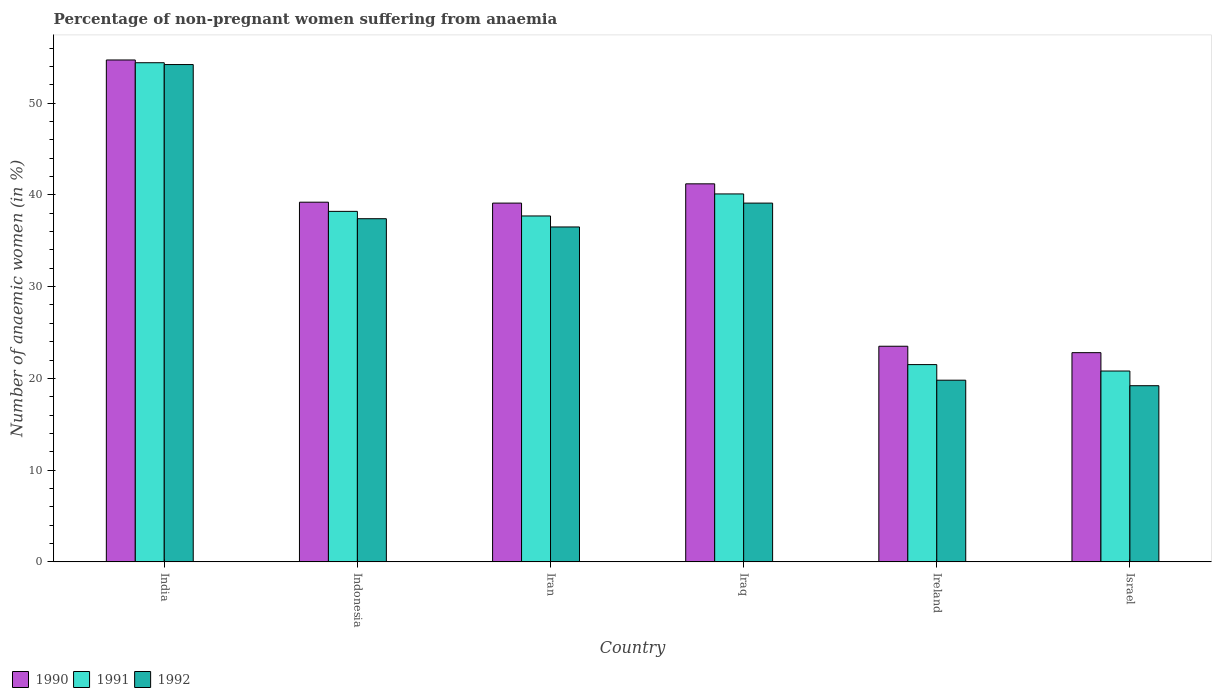 Percentage of non-pregnant women suffering from anaemia
Number of anaemic women (in %)
50
40
30
20
10
0
India
Indonesia
Iran
Iraq
Ireland
Israel
Country
1990
1991
1992